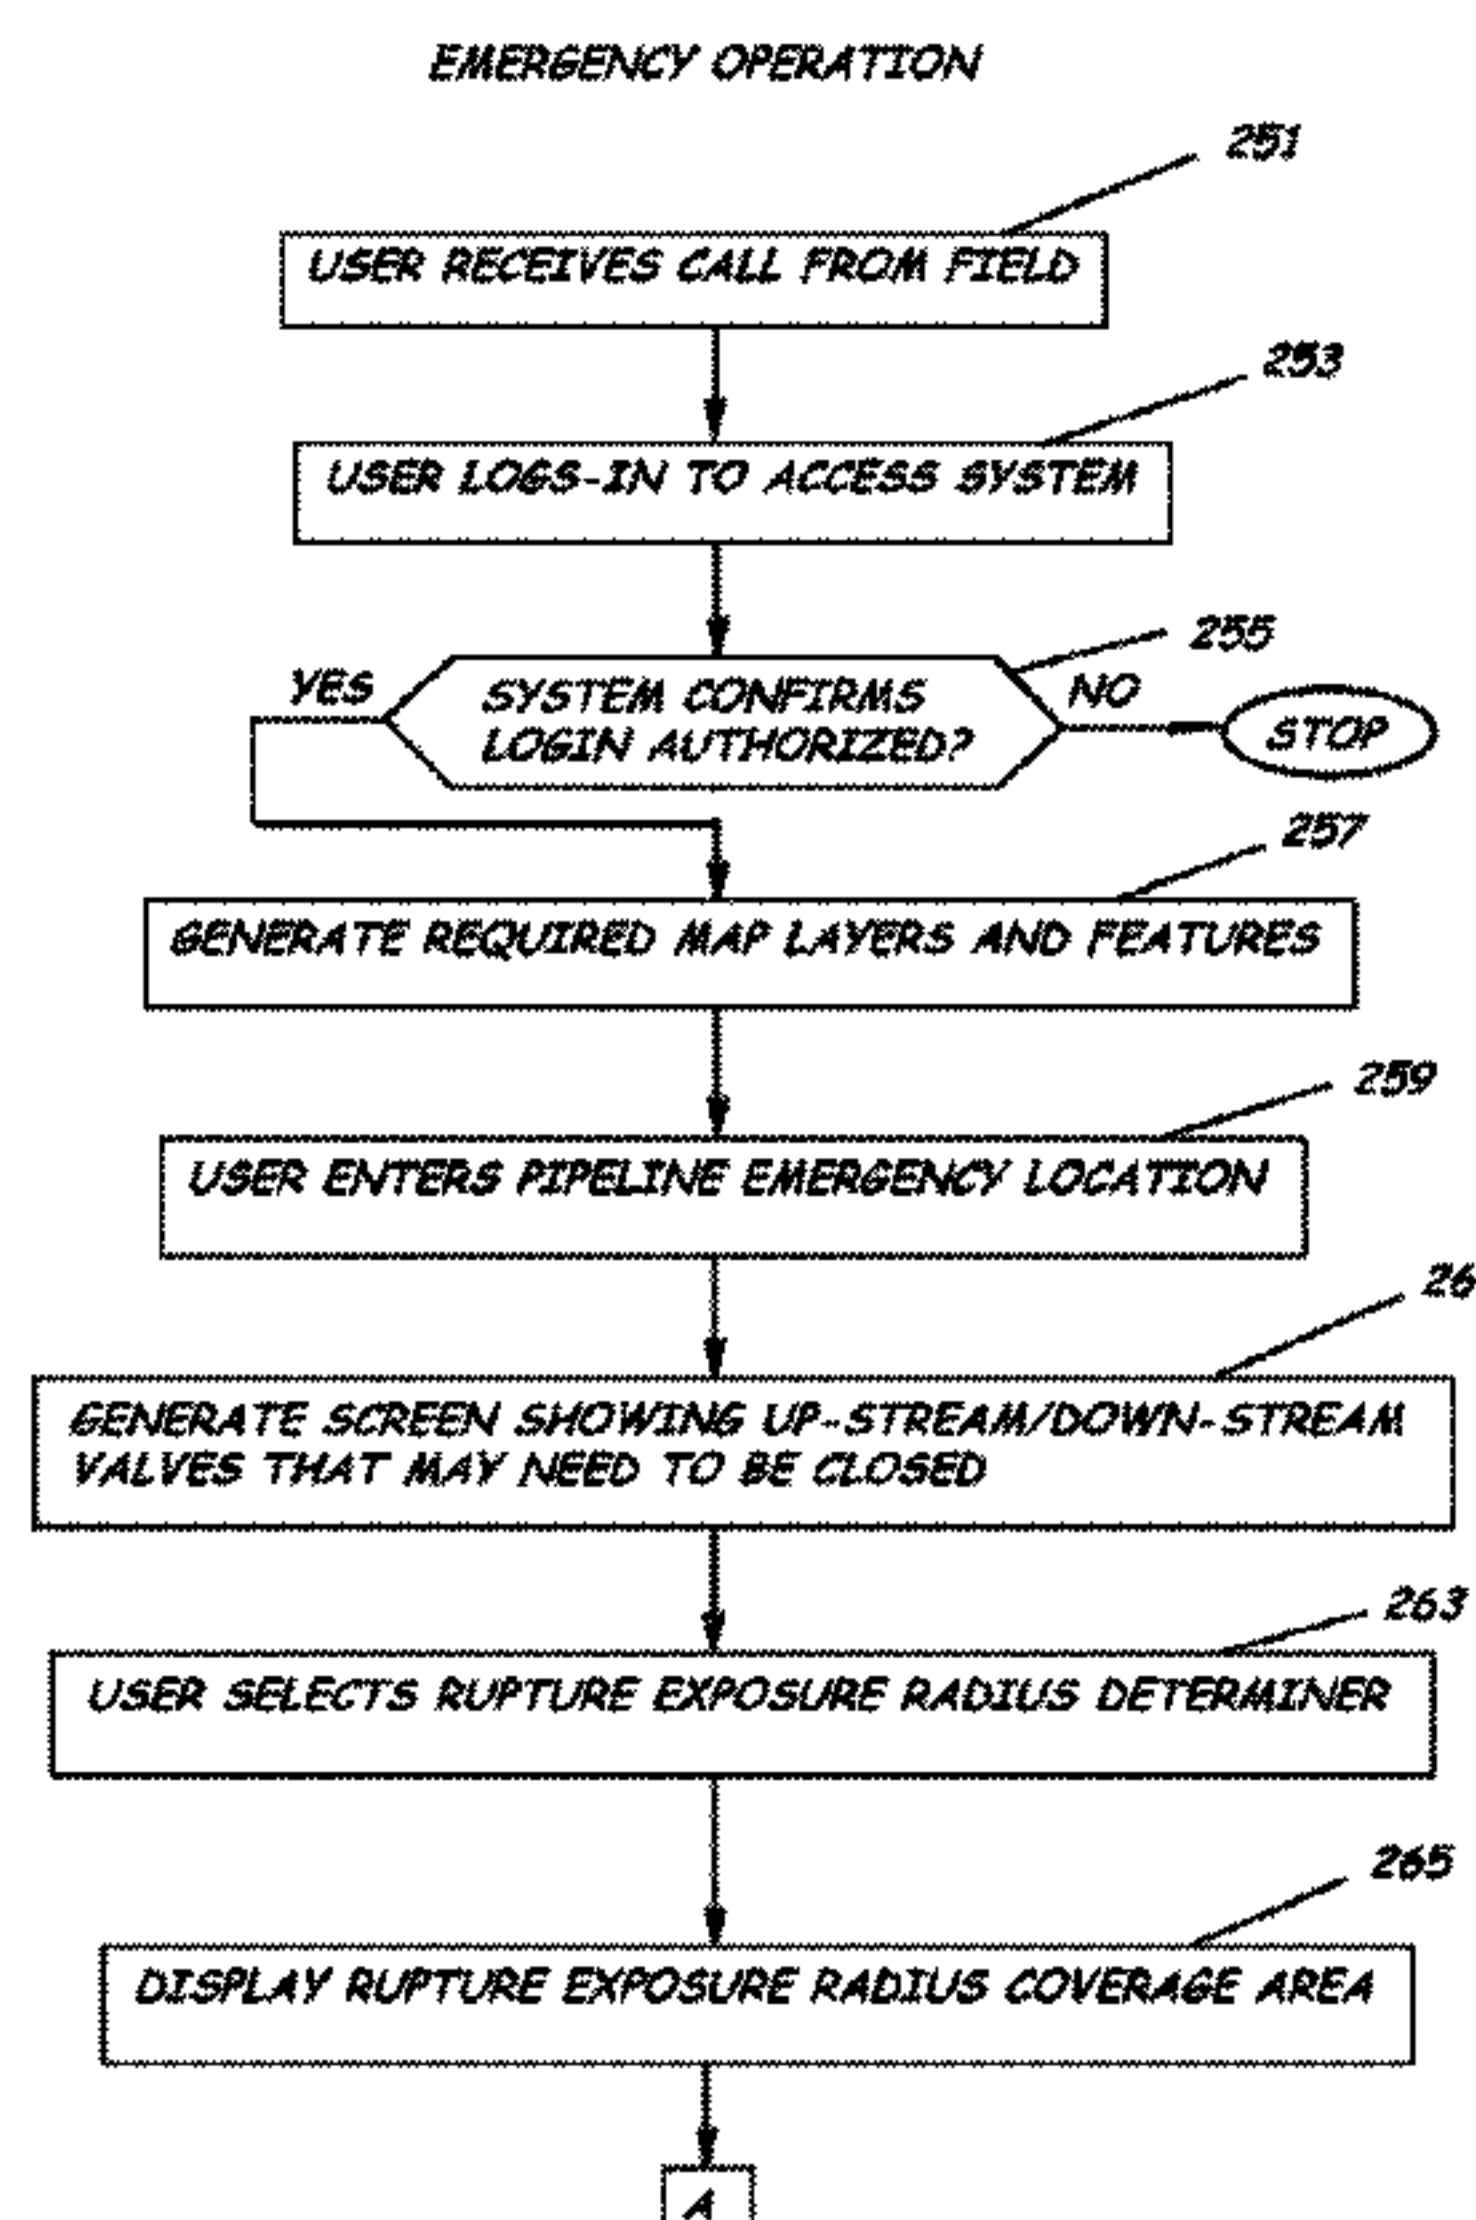 EMERGENCY OPERATION
251
USER RECEIVES CALL FROM FIELD
253
USER LOGS-IN TO ACCESS SYSTEM
255
YES
SYSTEM CONFIRMS
LOGIN AUTHORIZED?
NO
STOP
257
GENERATE REQUIRED MAP LAYERS AND FEATURES
259
USER ENTERS PIPELINE EMERGENCY LOCATION
26
GENERATE SCREEN SHOWING UP-STREAM/DOWN-STREAM
VALVES THAT MAY NEED TO BE CLOSED
263
USER SELECTS RUPTURE EXPOSURE RADIUS DETERMINER
265
DISPLAY RUPTURE EXPOSURE RADIUS COVERAGE AREA
A